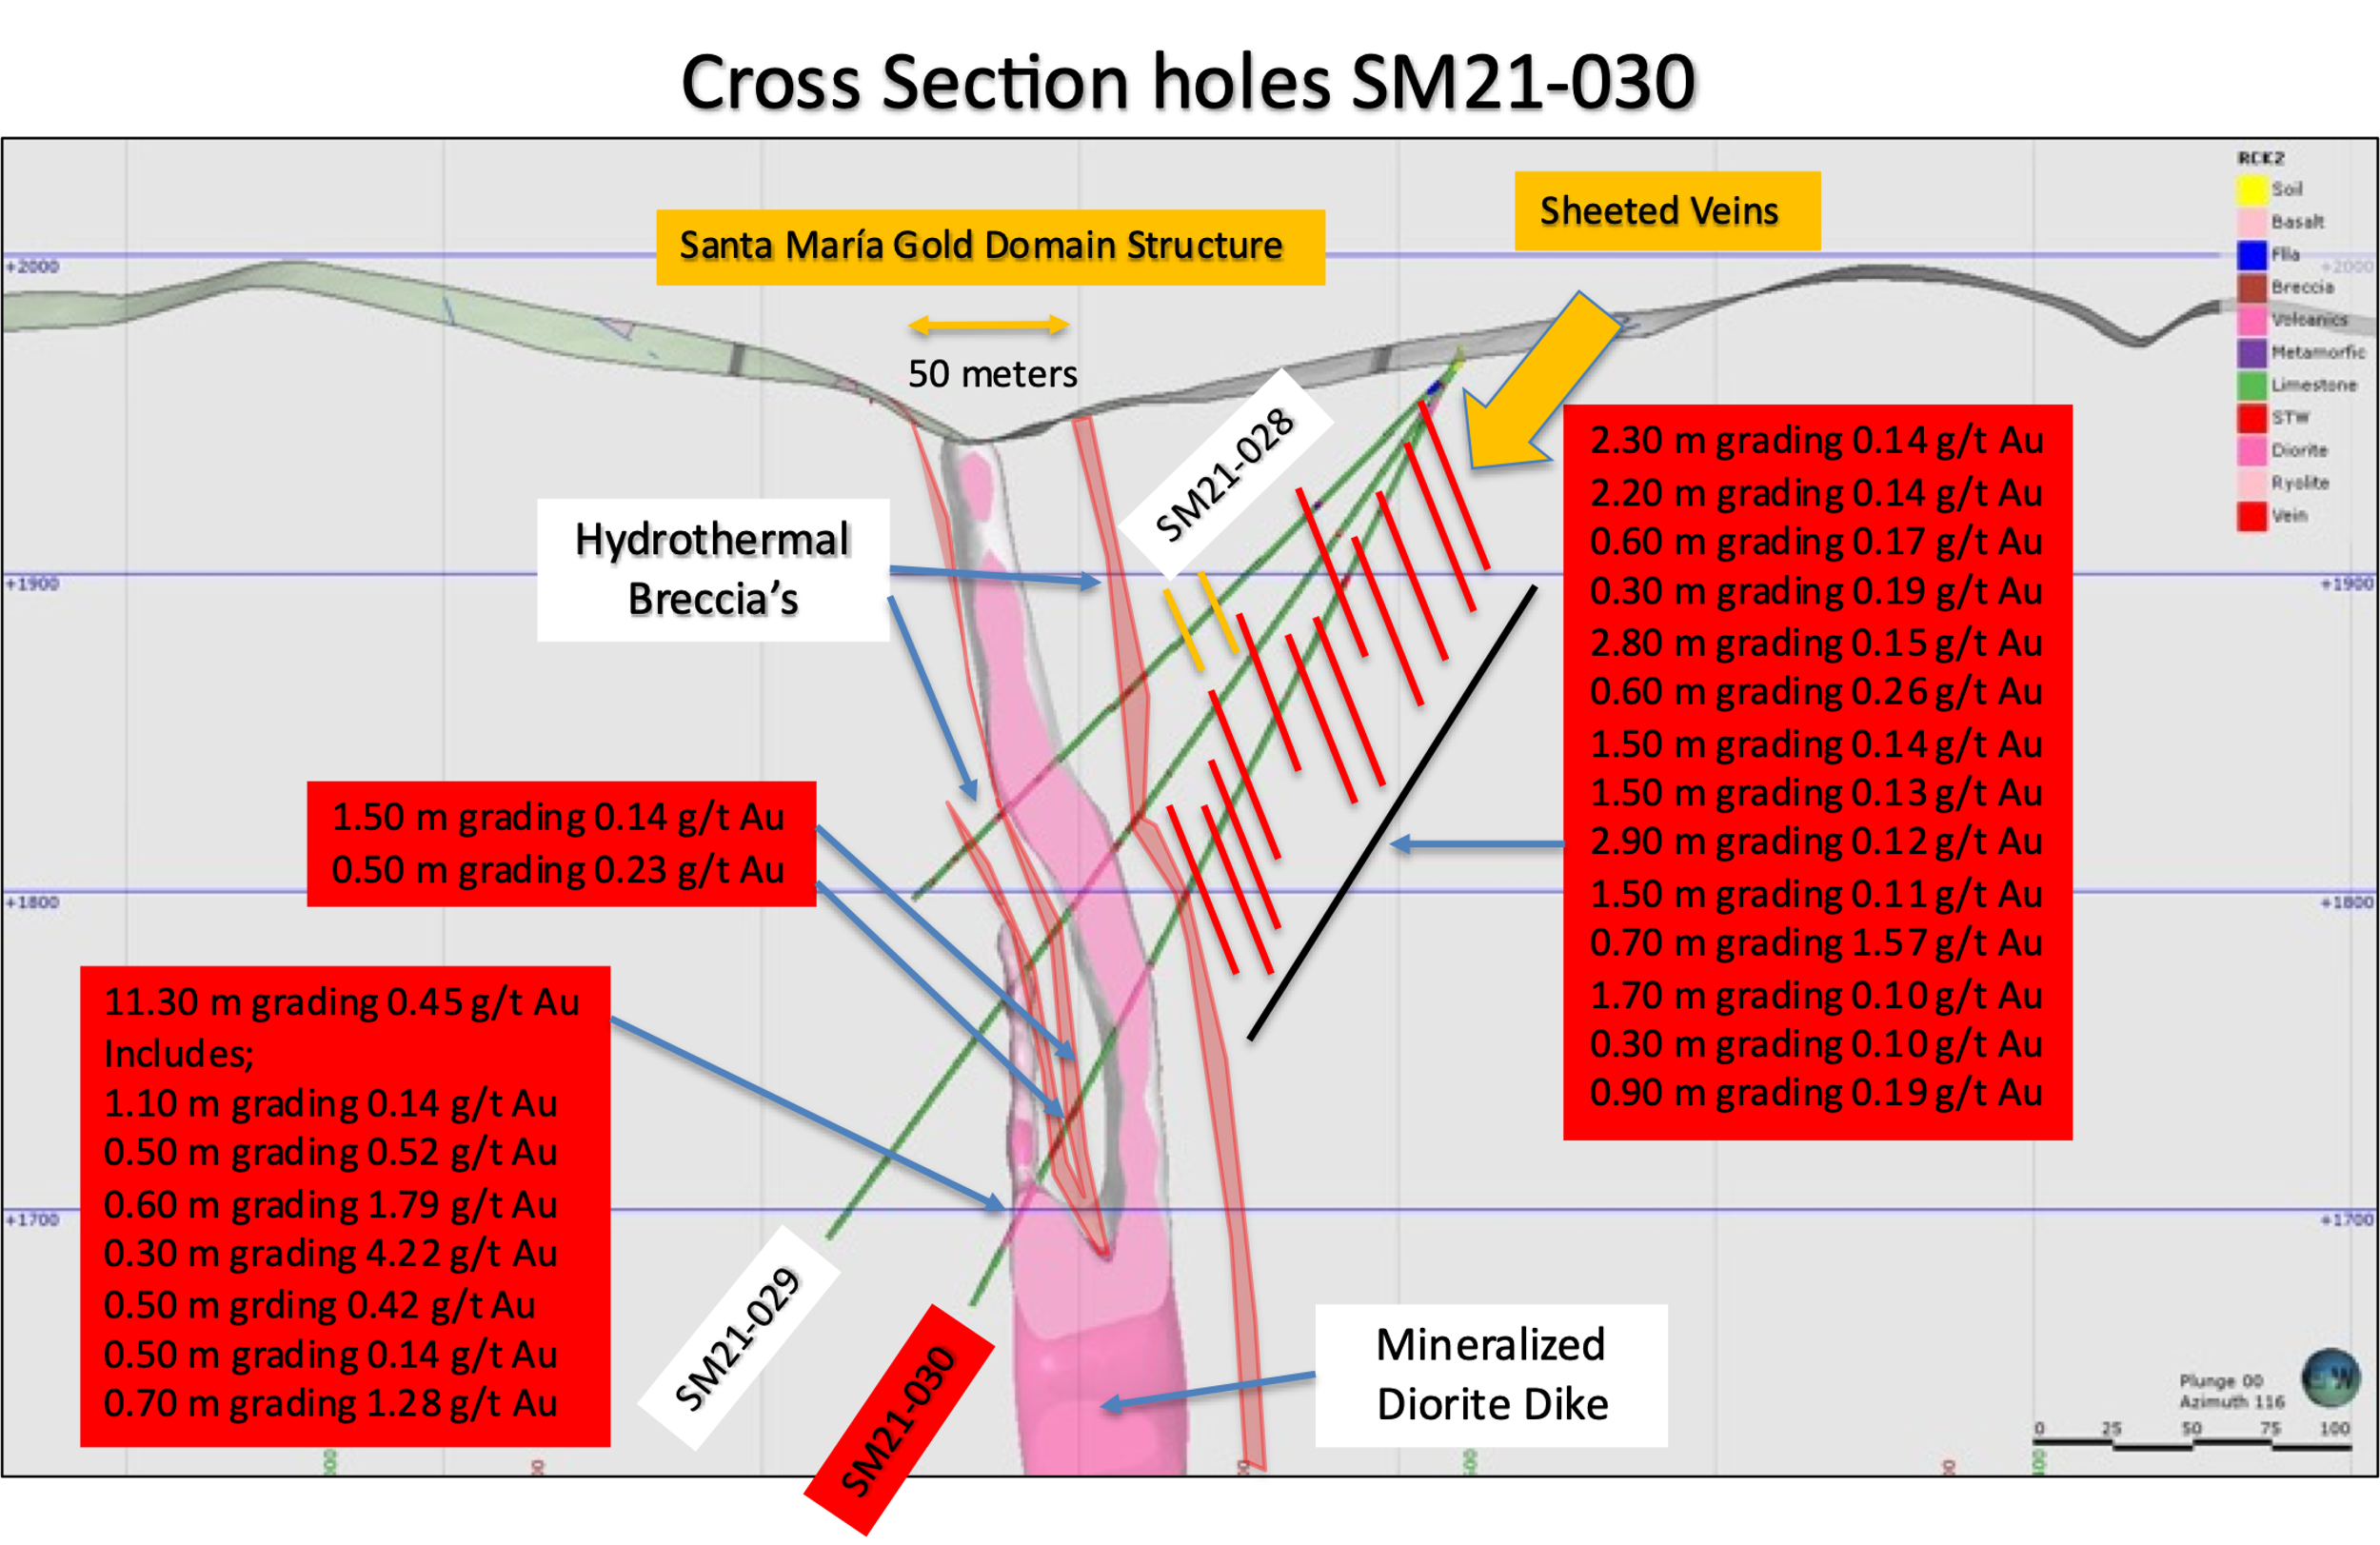 Cross Section holes SM21-030
RCK2
Soil
Basalt
Flla
Breccia
Volcanics
Metamorfic
Limestone
STW
Diorite
Ryolite
Vein
Sheeted Veins
Santa María Gold Domain Structure
+2000
+2000
50 meters
SM21-028
Hydrothermal
Breccia’s
+1900
+1900
2.30 m grading 0.14 g/t Au
2.20 m grading 0.14 g/t Au
0.60 m grading 0.17 g/t Au
0.30 m grading 0.19 g/t Au
2.80 m grading 0.15 g/t Au
0.60 m grading 0.26 g/t Au
1.50 m grading 0.14 g/t Au
1.50 m grading 0.13 g/t Au
2.90 m grading 0.12 g/t Au
1.50 m grading 0.11 g/t Au
0.70 m grading 1.57 g/t Au
1.70 m grading 0.10 g/t Au
0.30 m grading 0.10 g/t Au
0.90 m grading 0.19 g/t Au
1.50 m grading 0.14 g/t Au
0.50 m grading 0.23 g/t Au
+1800
+1800
11.30 m grading 0.45 g/t Au
Includes;
1.10 m grading 0.14 g/t Au
0.50 m grading 0.52 g/t Au
0.60 m grading 1.79 g/t Au
0.30 m grading 4.22 g/t Au
0.50 m grding 0.42 g/t Au
0.50 m grading 0.14 g/t Au
0.70 m grading 1.28 g/t Au
+1700
+1700
SM21-029
SM21-030
Mineralized
Diorite Dike
Plunge 00
Azimuth 116
0 25 50 75 100